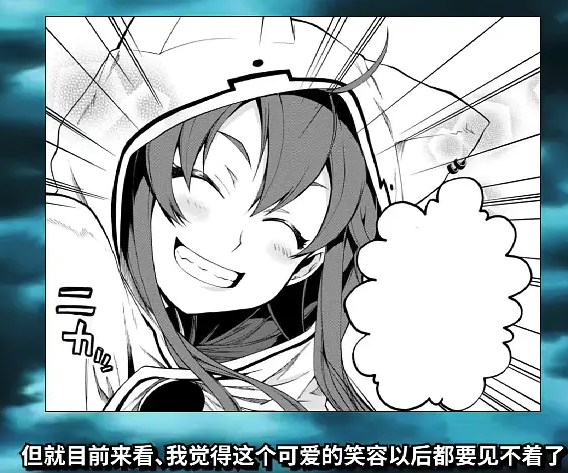 ニカッ
但就目前来看、我觉得这个可爱的笑容以后都要见不着了